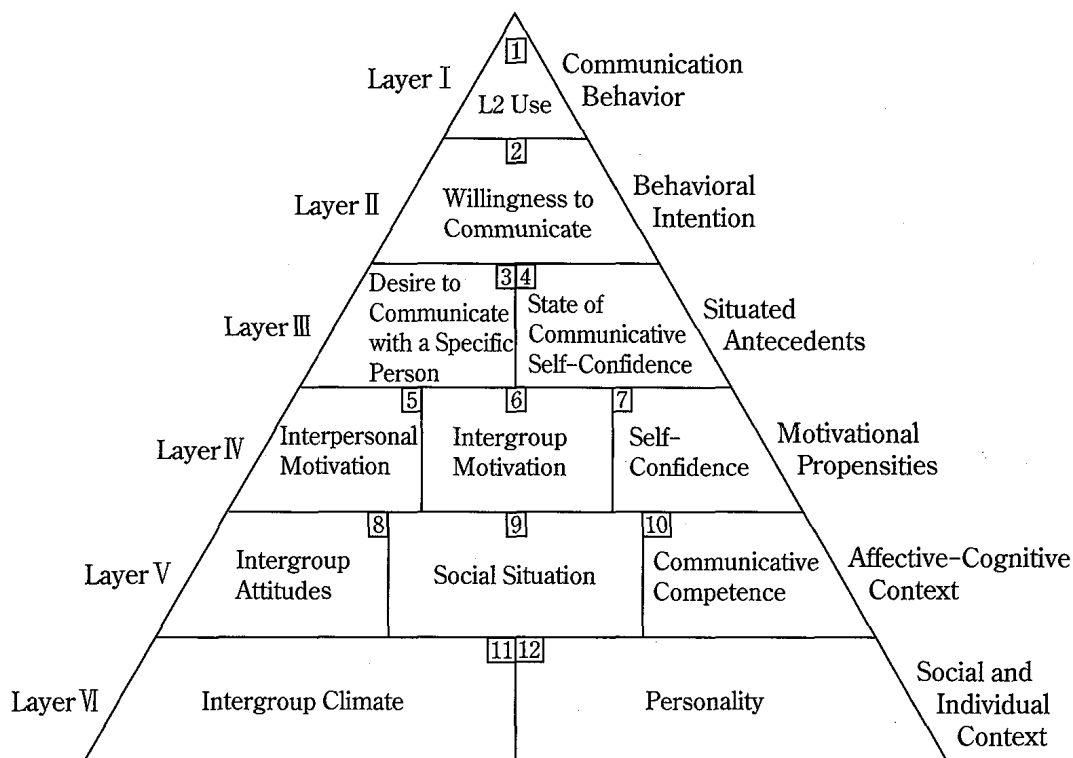 1
Layer Ⅰ
L2 Use
Communication
Behavior
2
Layer Ⅱ
Willingness to
Communicate
Behavioral
Intention
3 4
Layer Ⅲ
Desire to
Communicate
with a Specific
Person
State of
Communicative
Self-Confidence
Situated
Antecedents
5 6 7
Layer Ⅳ
Interpersonal
Motivation
Intergroup
Motivation
Self-
Confidence
Motivational
Propensities
8 9 10
Layer Ⅴ
Intergroup
Attitudes
Social Situation
Communicative
Competence
Affective-Cognitive
Context
11 12
Layer Ⅵ
Intergroup Climate
Personality
Social and
Individual
Context